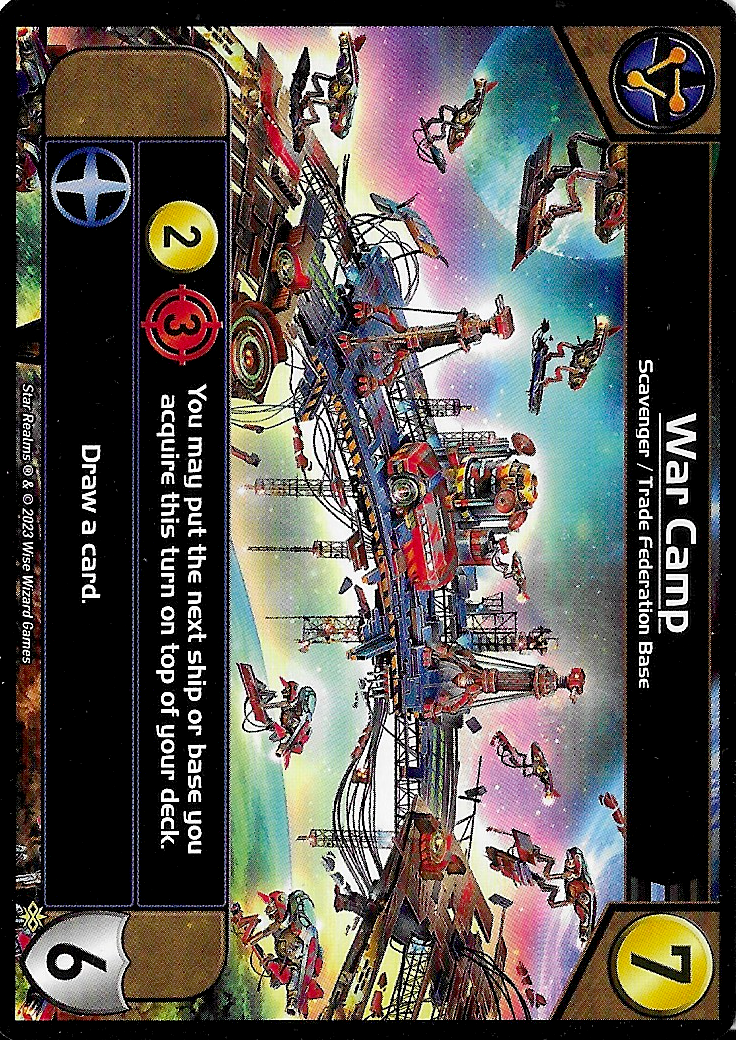 War Camp
Scavenger / Trade Federation Base
7
2
3
You may put the next ship or base you
acquire this turn on top of your deck
Draw a card.
6
Star Realms ® & © 2023 Wise Wizard Games